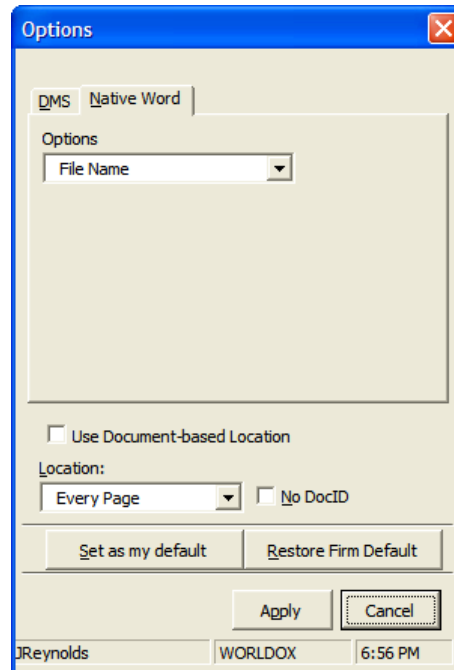 Options
DMS Native Word
Options
File Name
Use Document-based Location
Location:
Every Page No DocID
Set as my default Restore Firm Default
Apply Cancel
JReynolds WORLDOX 6:56 PM